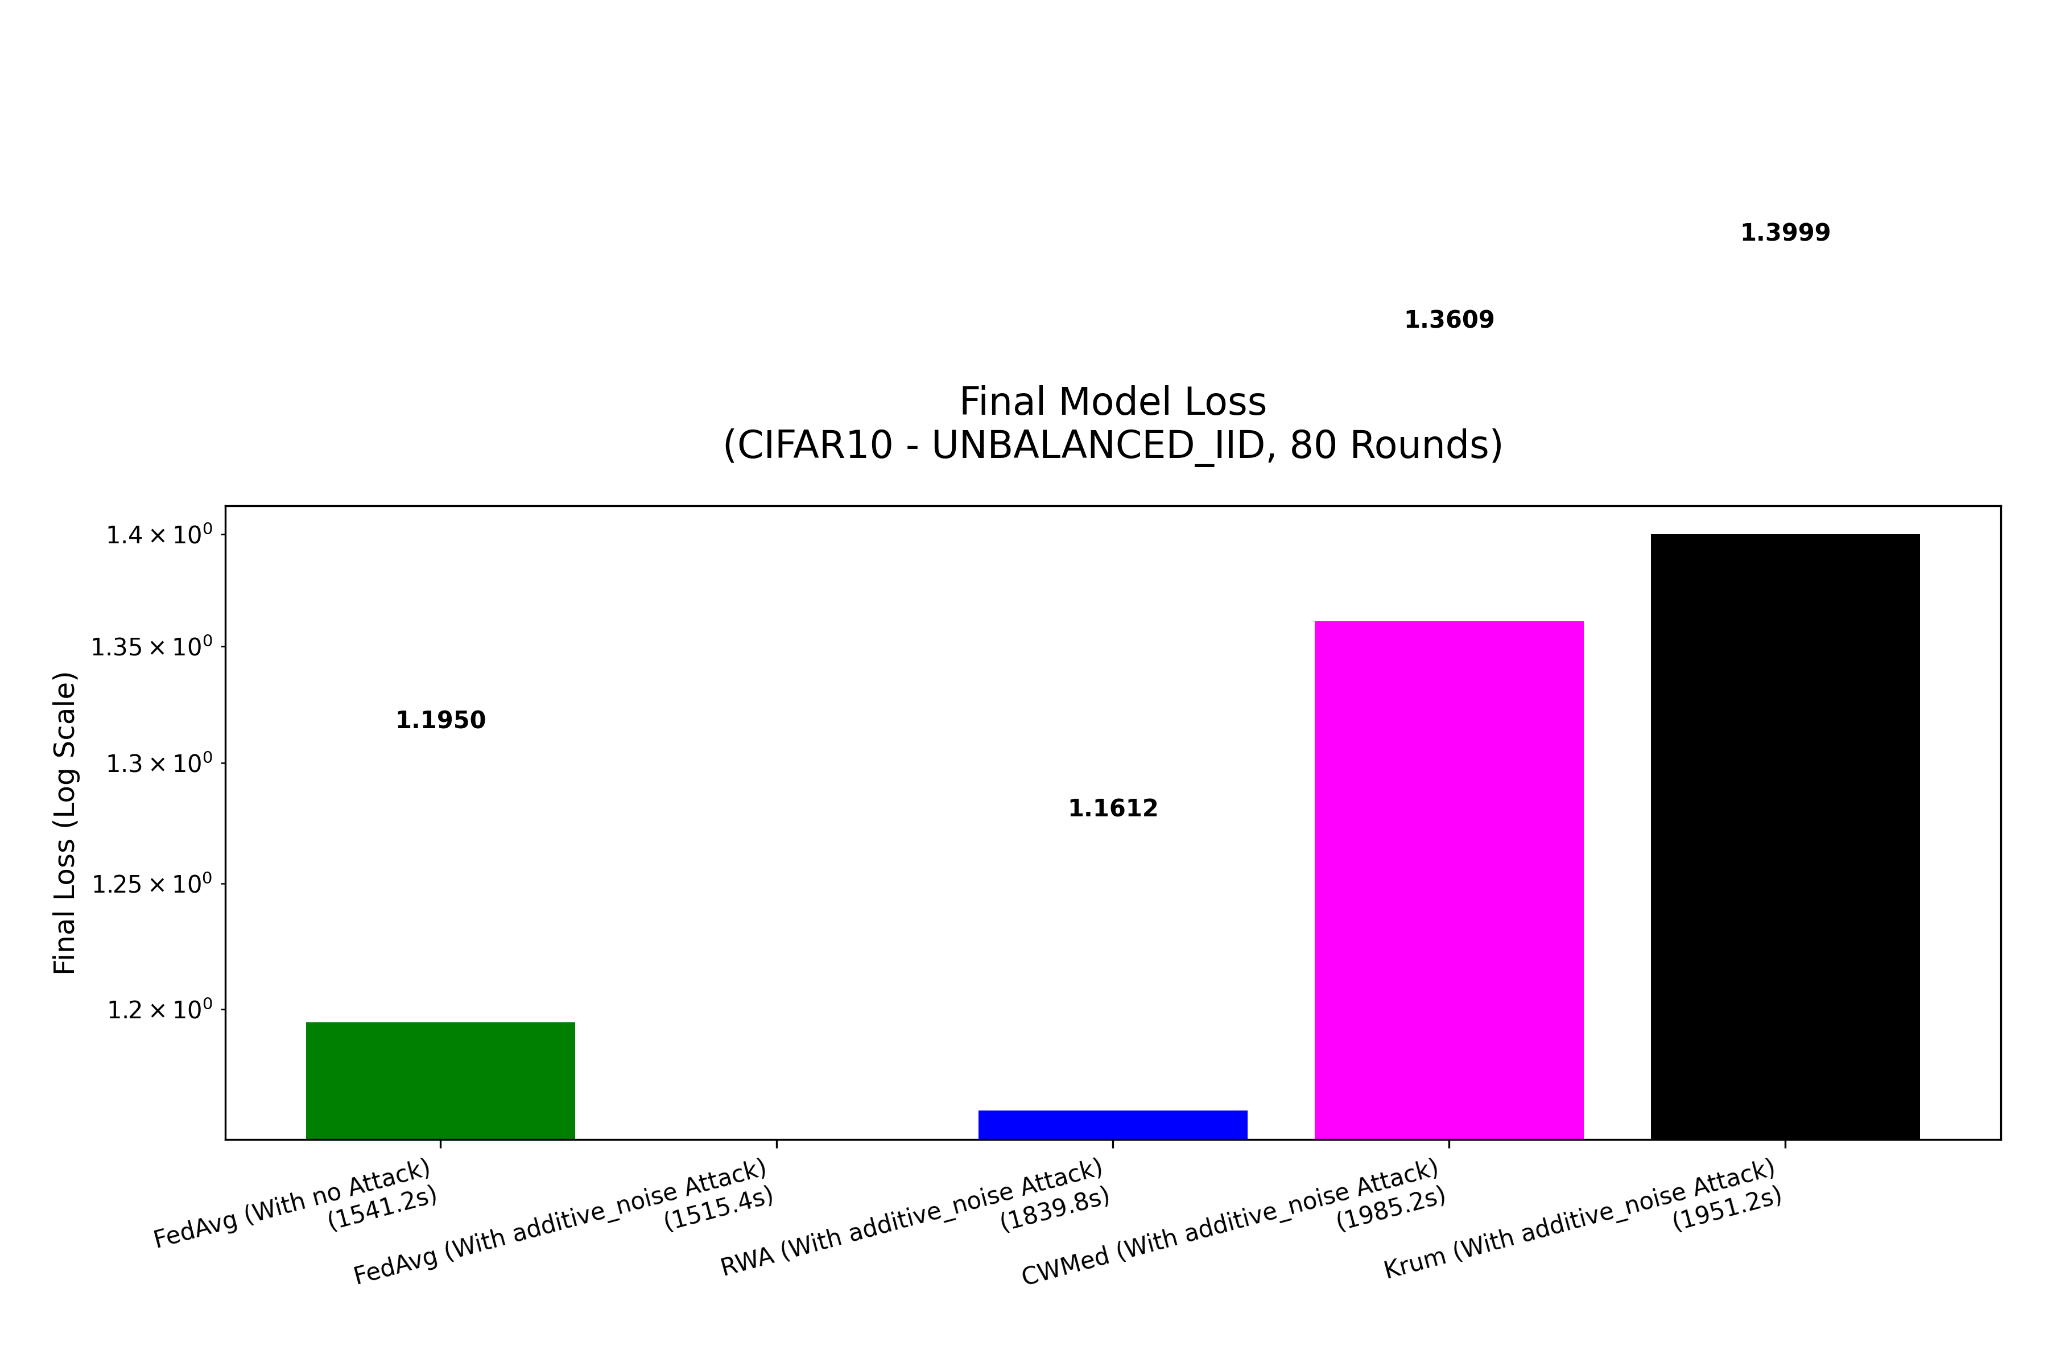 1.3999
1.3609
Final Model Loss
(CIFAR10 - UNBALANCED_IID, 80 Rounds)
1.4 × 10⁰
1.35 × 10⁰
1.3 × 10⁰
1.25 × 10⁰
1.2 × 10⁰
Final Loss (Log Scale)
1.1950
1.1612
FedAvg (With no Attack)
(1541.2s)
FedAvg (With additive_noise Attack)
(1515.4s)
RWA (With additive_noise Attack)
(1839.8s)
CWMed (With additive_noise Attack)
(1985.2s)
Krum (With additive_noise Attack)
(1951.2s)